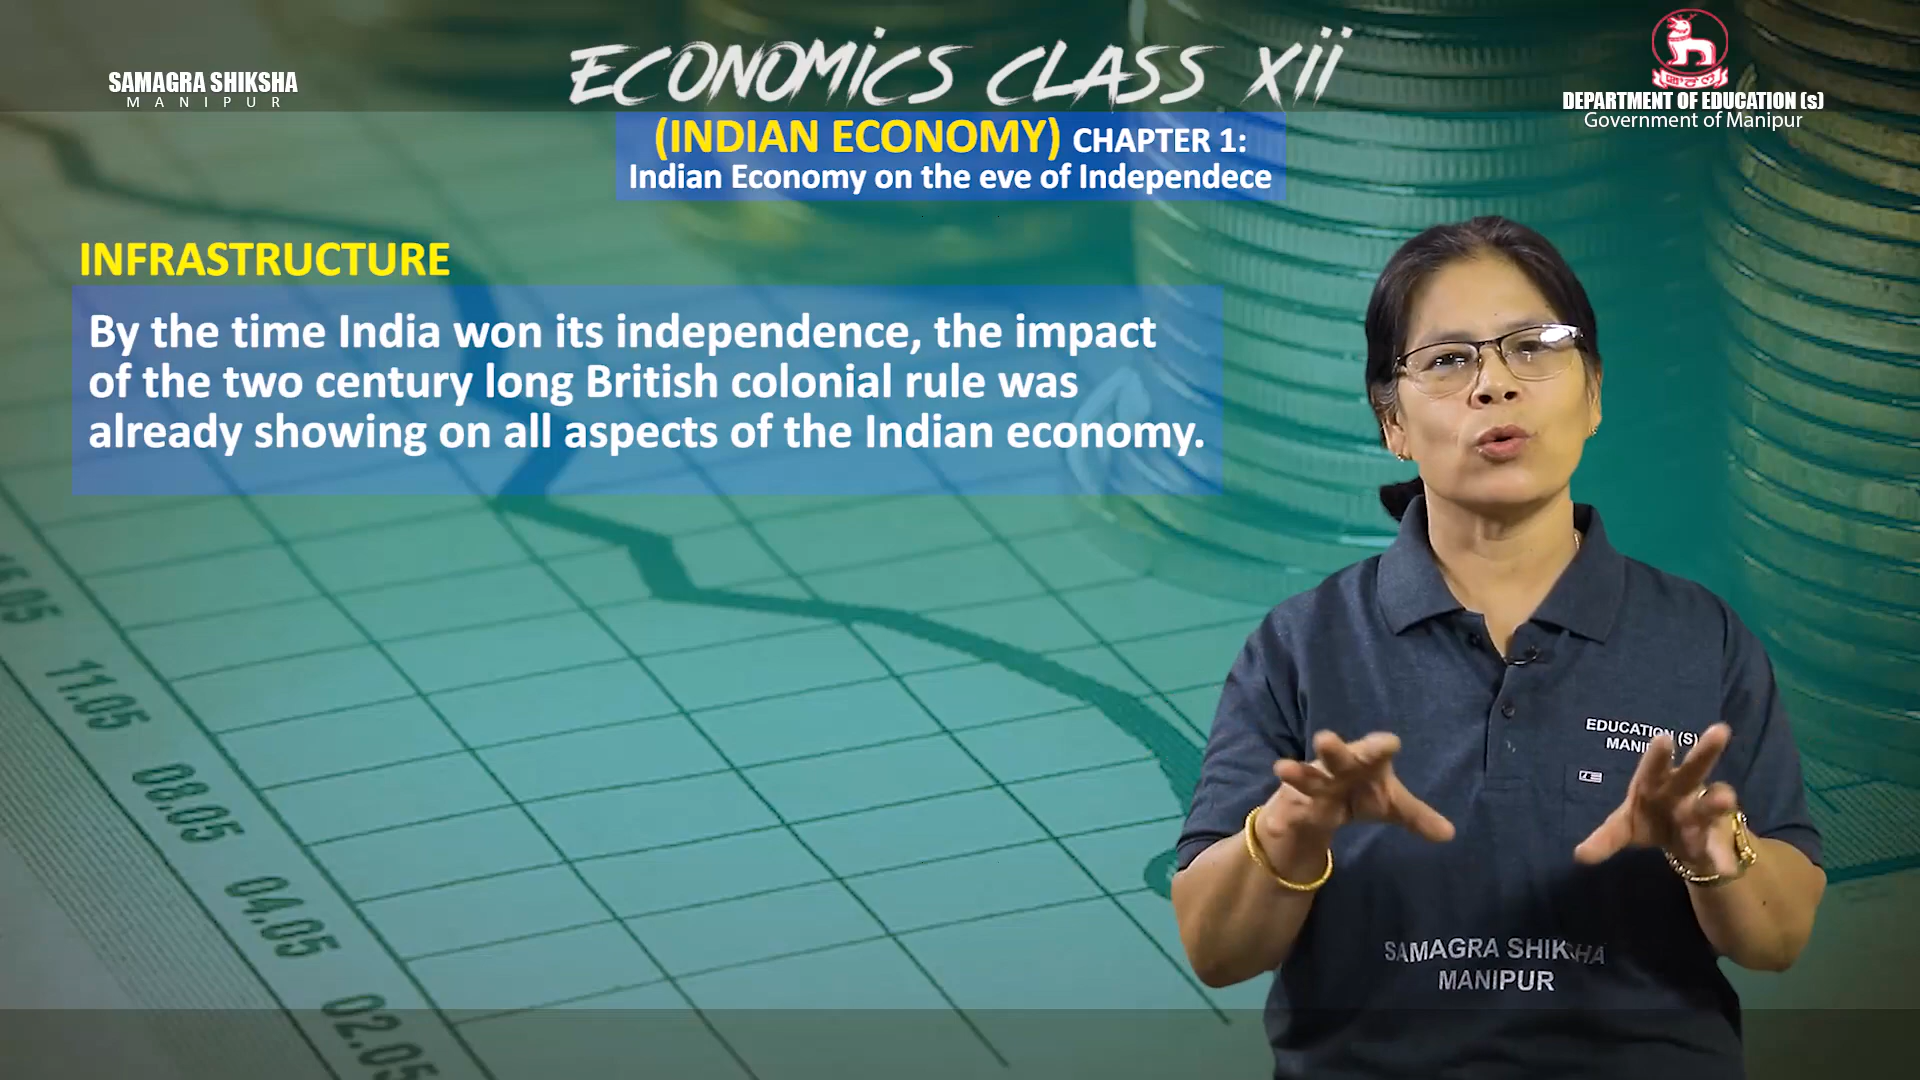 SAMAGRA SHIKSHA
MANIPUR
ECONOMICS CLASS XII
DEPARTMENT OF EDUCATION (s)
Government of Manipur
(INDIAN ECONOMY) CHAPTER 1:
Indian Economy on the eve of Independece
INFRASTRUCTURE
By the time India won its independence, the impact
of the two century long British colonial rule was
already showing on all aspects of the Indian economy.
11.05
08.05
04.05
02.05
EDUCATION (S)
SAMAGRA SHIKSHA
MANIPUR